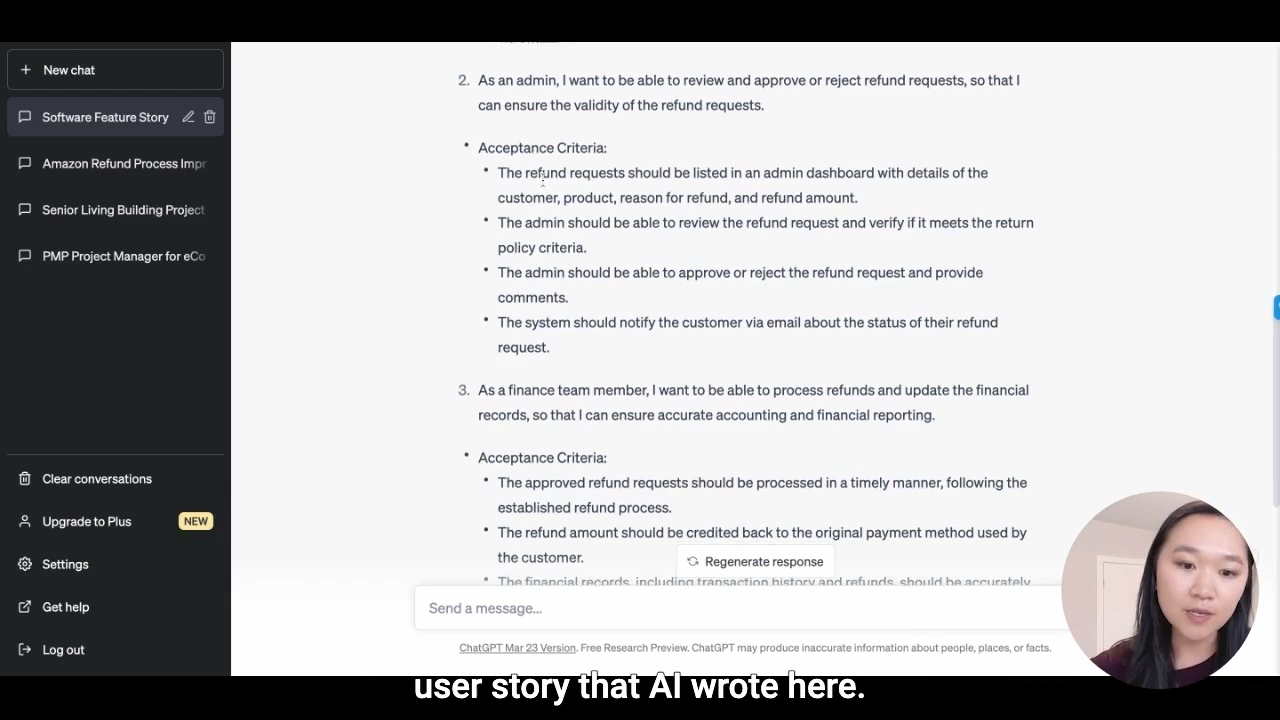 New chat
Software Feature Story
Amazon Refund Process Impr
Senior Living Building Project
PMP Project Manager for eCo
Clear conversations
Upgrade to Plus
NEW
Settings
Get help
Log out
2. As an admin, I want to be able to review and approve or reject refund requests, so that I
can ensure the validity of the refund requests.
• Acceptance Criteria:
• The refund requests should be listed in an admin dashboard with details of the
customer, product, reason for refund, and refund amount.
• The admin should be able to review the refund request and verify if it meets the return
policy criteria.
• The admin should be able to approve or reject the refund request and provide
comments.
• The system should notify the customer via email about the status of their refund
request.
3. As a finance team member, I want to be able to process refunds and update the financial
records, so that I can ensure accurate accounting and financial reporting.
• Acceptance Criteria:
• The approved refund requests should be processed in a timely manner, following the
established refund process.
• The refund amount should be credited back to the original payment method used by
the customer.
• The financial records, including transaction history and refunds, should be accurately
Regenerate response
Send a message...
ChatGPT Mar 23 Version. Free Research Preview. ChatGPT may produce inaccurate information about people, places, or facts.
user story that AI wrote here.